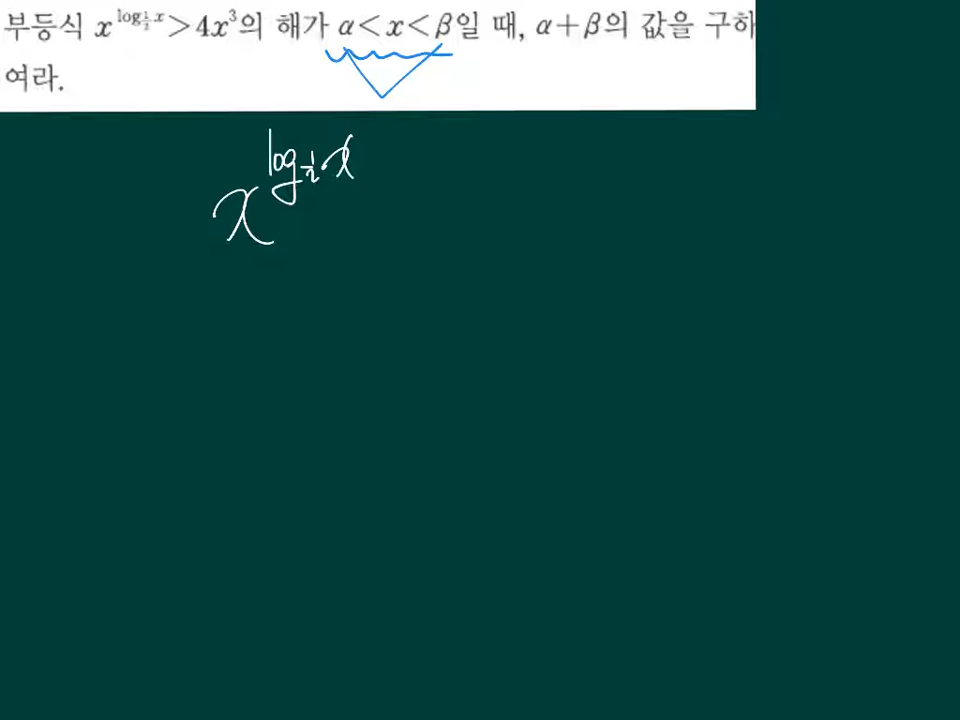 부등식 x^{log_{1/2} x} > 4x³의 해가 α<x<β일 때, α+β의 값을 구하
여라.
x^{log_{1/2} x}